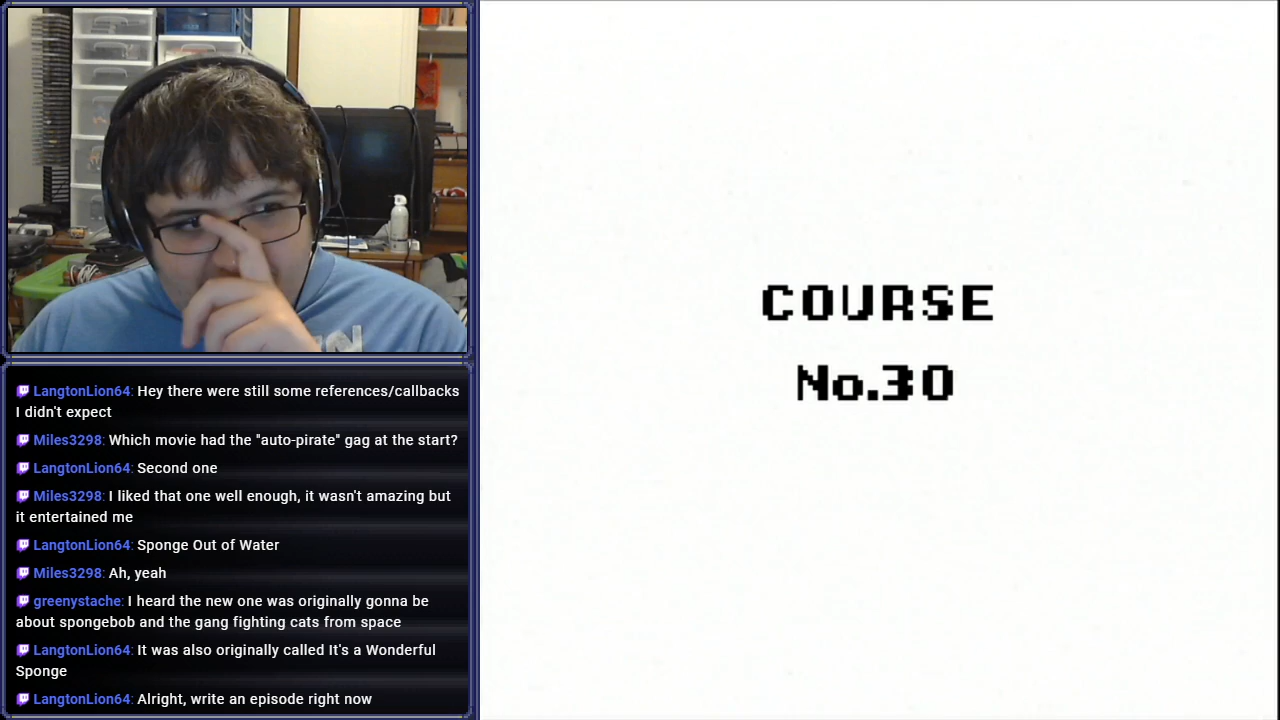 LangtonLion64: Hey there were still some references/callbacks
I didn't expect
Miles3298: Which movie had the "auto-pirate" gag at the start?
LangtonLion64: Second one
Miles3298: I liked that one well enough, it wasn't amazing but
it entertained me
LangtonLion64: Sponge Out of Water
Miles3298: Ah, yeah
greenystache: I heard the new one was originally gonna be
about spongebob and the gang fighting cats from space
LangtonLion64: It was also originally called It's a Wonderful
Sponge
LangtonLion64: Alright, write an episode right now
COURSE
No.30